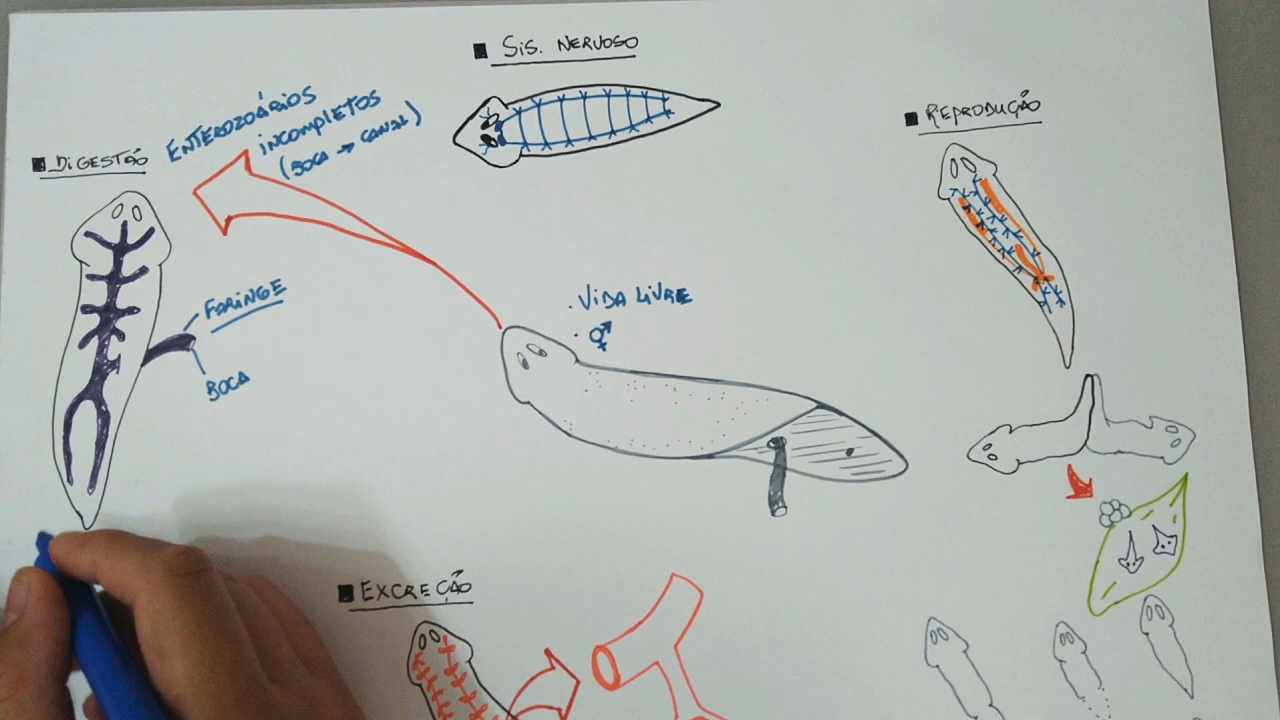 SIS. NERVOSO
ENTEROZOÁRIOS
INCOMPLETOS
(BOCA → CANAL)
DIGESTÃO
REPRODUÇÃO
FARINGE
BOCA
. VIDA LIVRE
. ⚥
EXCREÇÃO